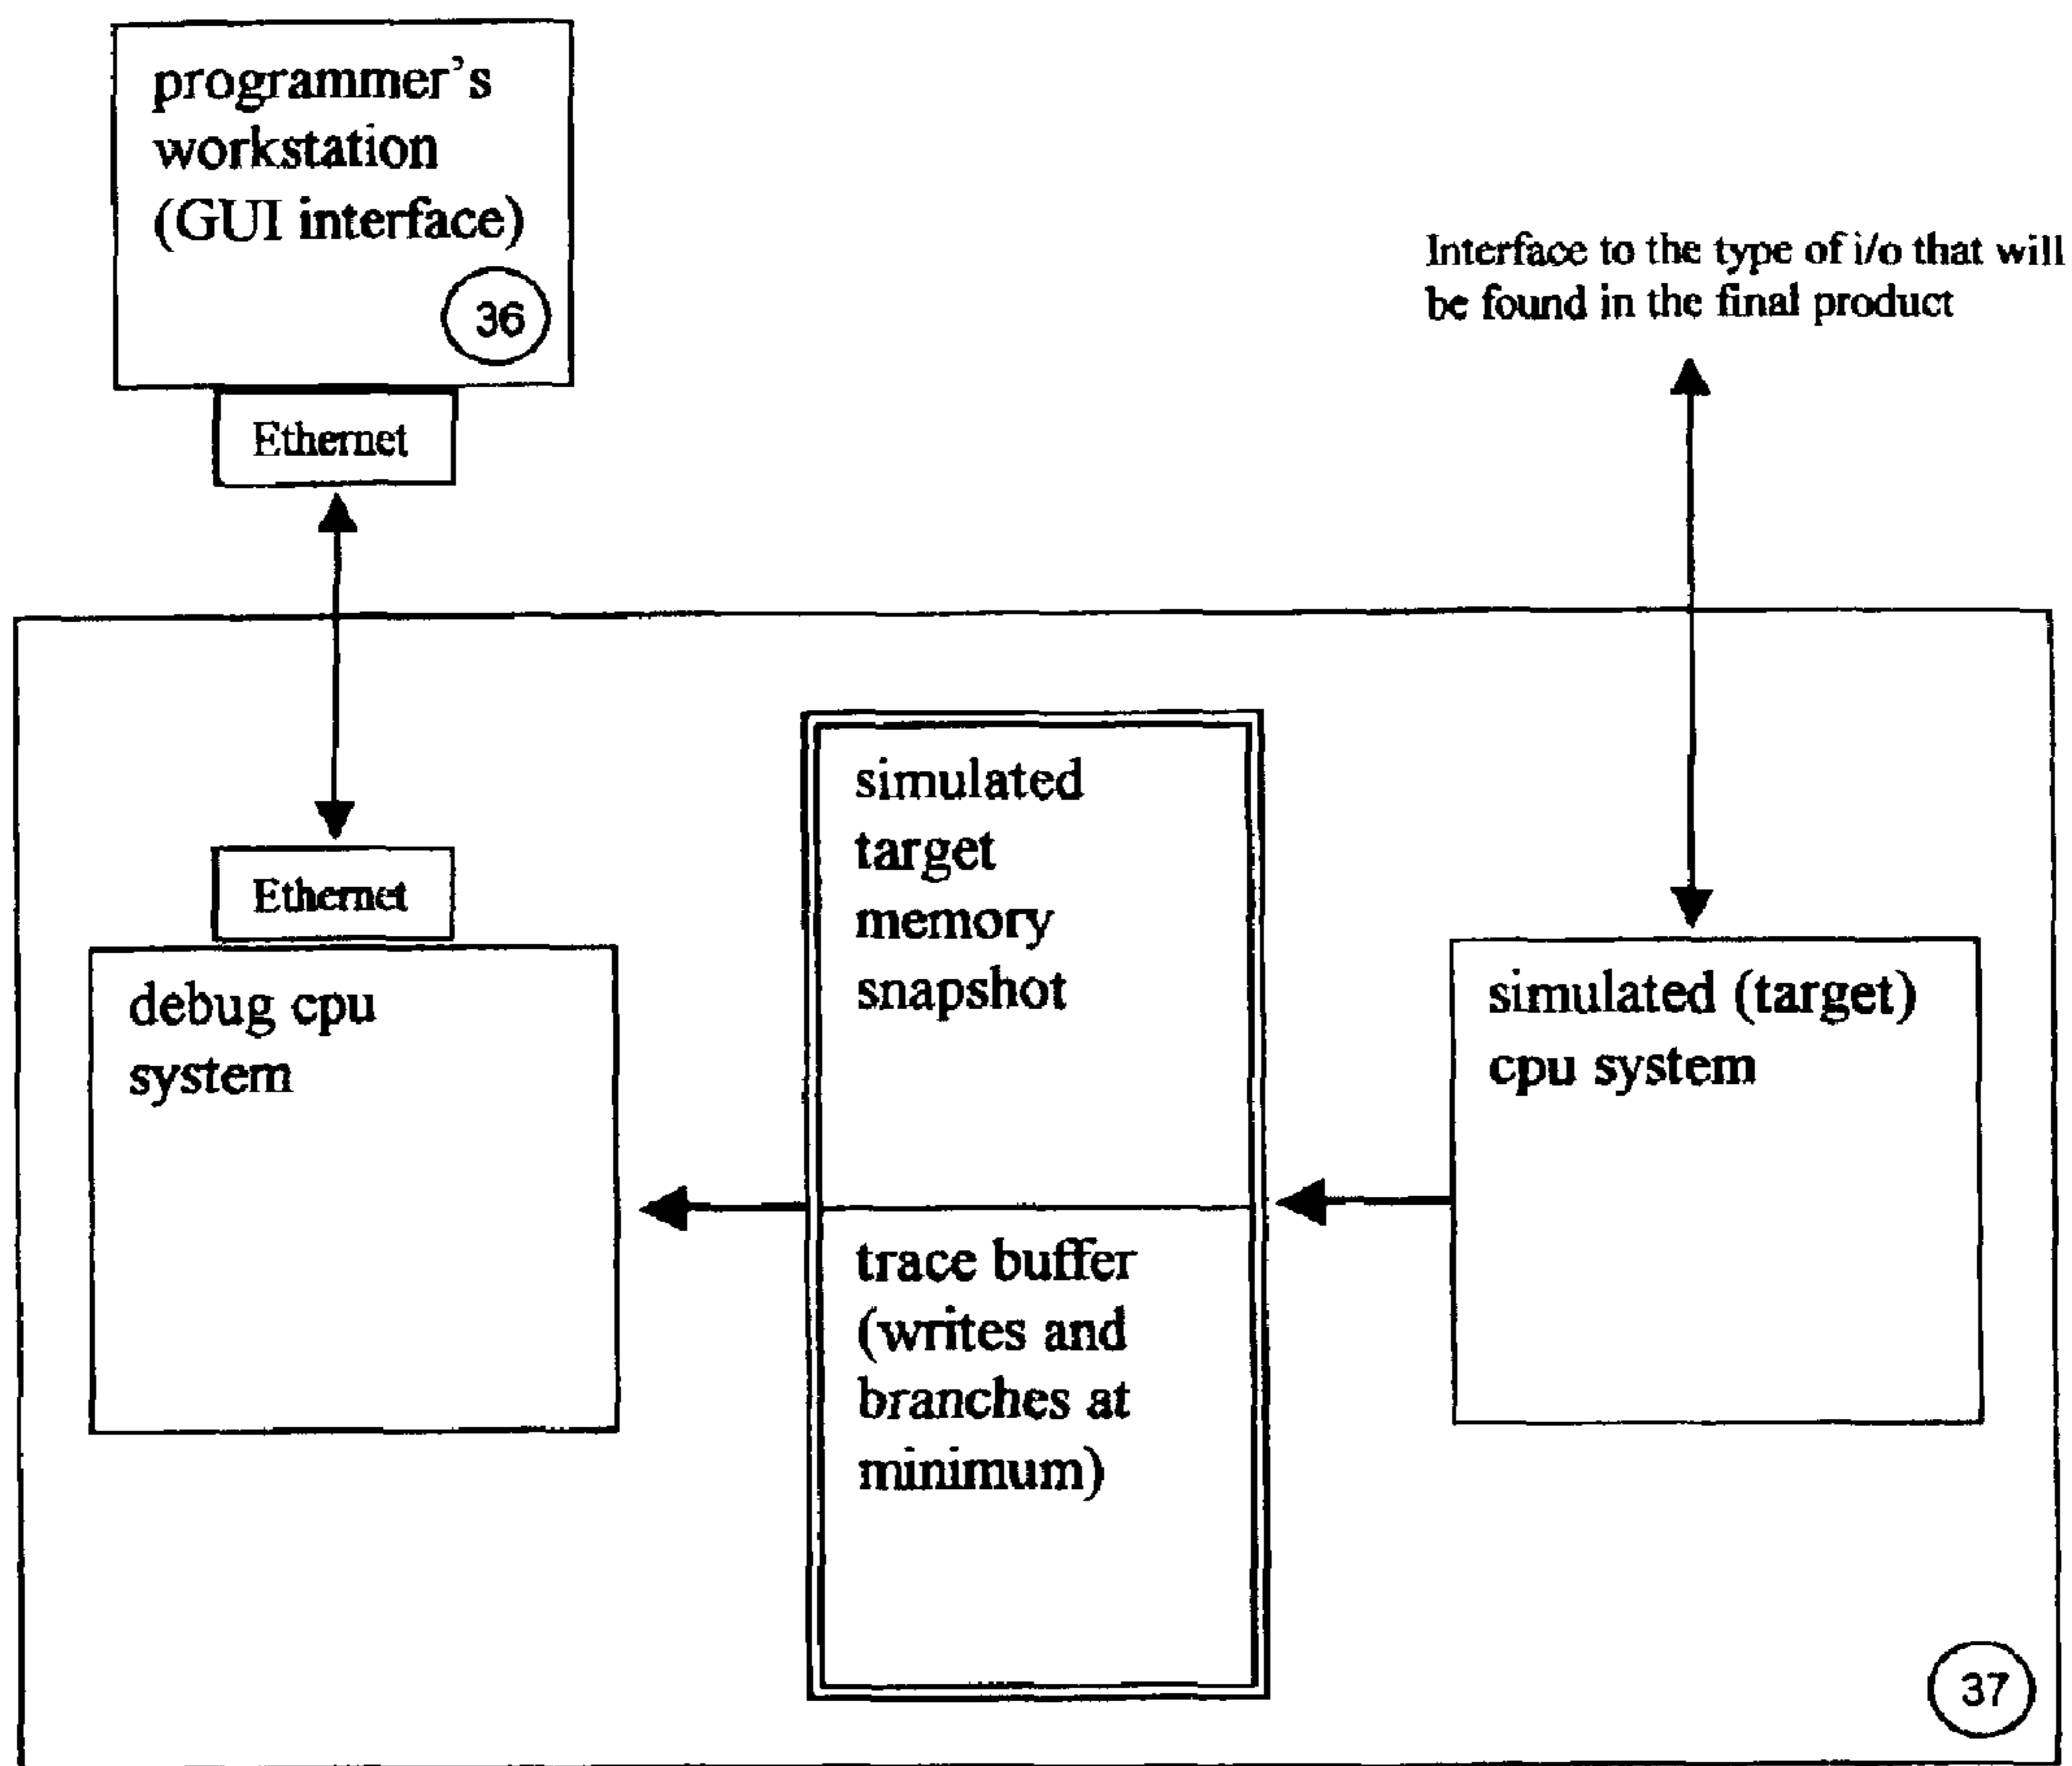 programmer's
workstation
(GUI interface)
36
Ethernet
Interface to the type of i/o that will
be found in the final product
Ethernet
debug cpu
system
simulated
target
memory
snapshot
trace buffer
(writes and
branches at
minimum)
simulated (target)
cpu system
37